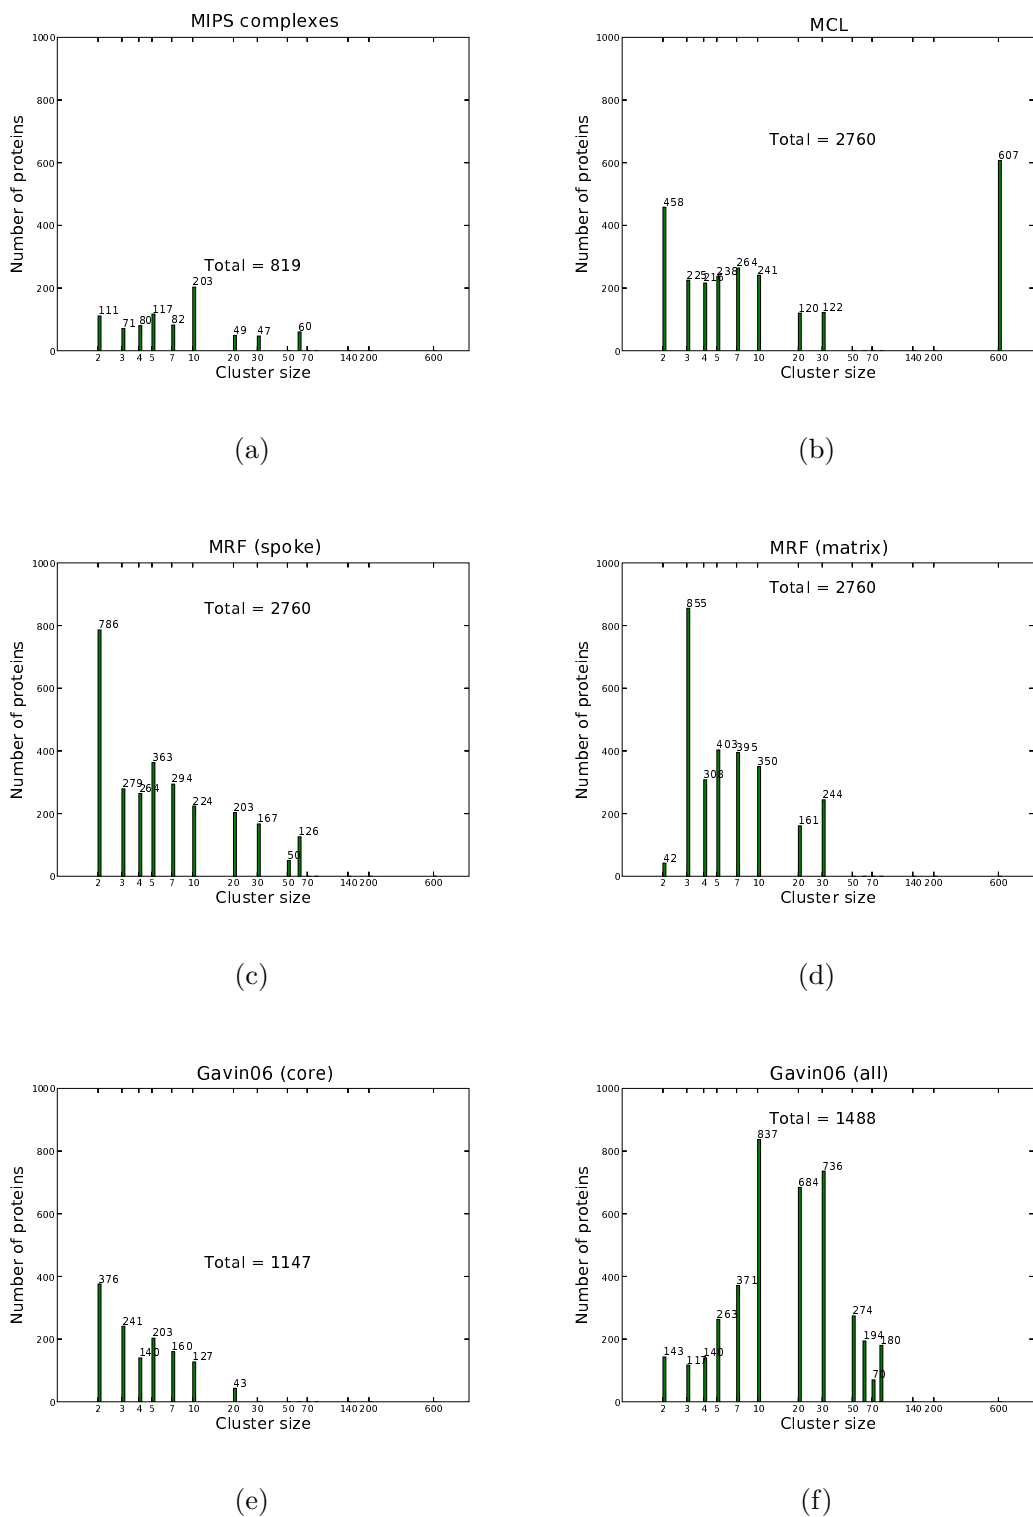 MIPS complexes
1000
800
600
400
200
0
Number of proteins
Total = 819
111
71
80
117
82
203
49
47
60
2 3 4 5 7 10 20 30 50 70 140 200 600
Cluster size
(a)
MCL
1000
800
600
400
200
0
Number of proteins
Total = 2760
458
225
216
238
264
241
120
122
607
2 3 4 5 7 10 20 30 50 70 140 200 600
Cluster size
(b)
MRF (spoke)
1000
800
600
400
200
0
Number of proteins
Total = 2760
786
279
264
363
294
224
203
167
50
126
2 3 4 5 7 10 20 30 50 70 140 200 600
Cluster size
(c)
MRF (matrix)
1000
800
600
400
200
0
Number of proteins
Total = 2760
42
855
308
403
395
350
161
244
2 3 4 5 7 10 20 30 50 70 140 200 600
Cluster size
(d)
Gavin06 (core)
1000
800
600
400
200
0
Number of proteins
Total = 1147
376
241
140
203
160
127
43
2 3 4 5 7 10 20 30 50 70 140 200 600
Cluster size
(e)
Gavin06 (all)
1000
800
600
400
200
0
Number of proteins
Total = 1488
143
117
140
263
371
837
684
736
274
194
70
180
2 3 4 5 7 10 20 30 50 70 140 200 600
Cluster size
(f)